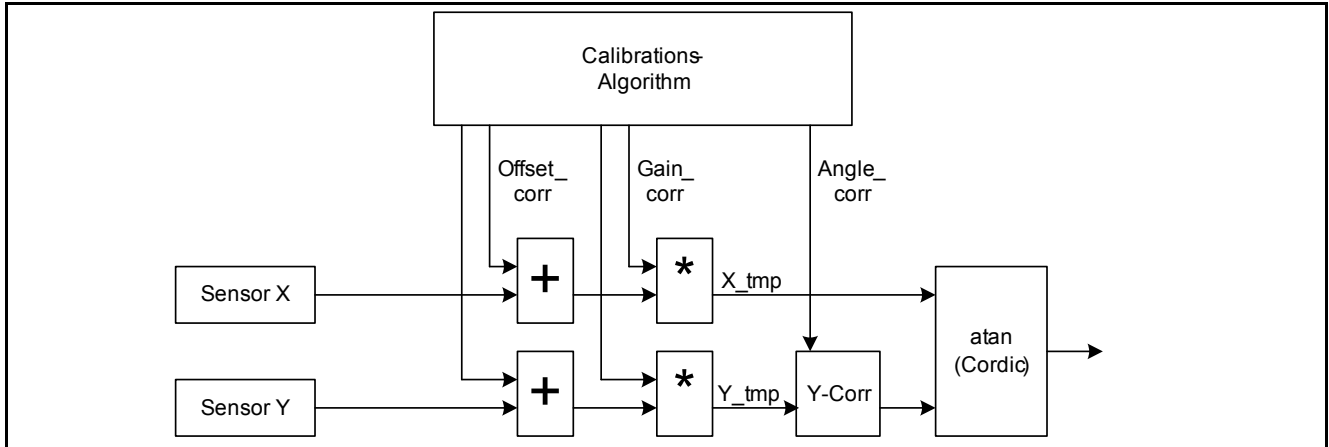 Calibrations-
Algorithm
Offset_
corr
Gain_
corr
Angle_
corr
Sensor X
+
*
X_tmp
atan
(Cordic)
Sensor Y
+
*
Y_tmp
Y-Corr